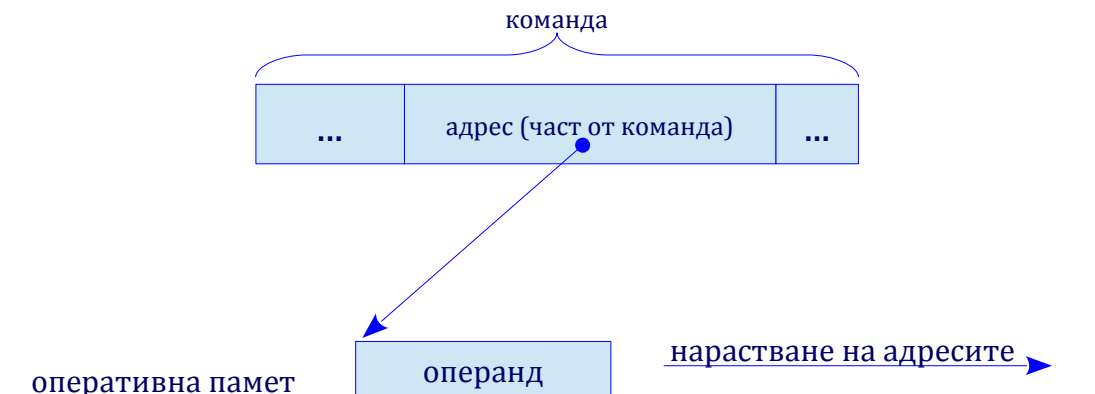 команда
... адрес (част от команда) ...
нарастване на адресите
операнд
оперативна памет